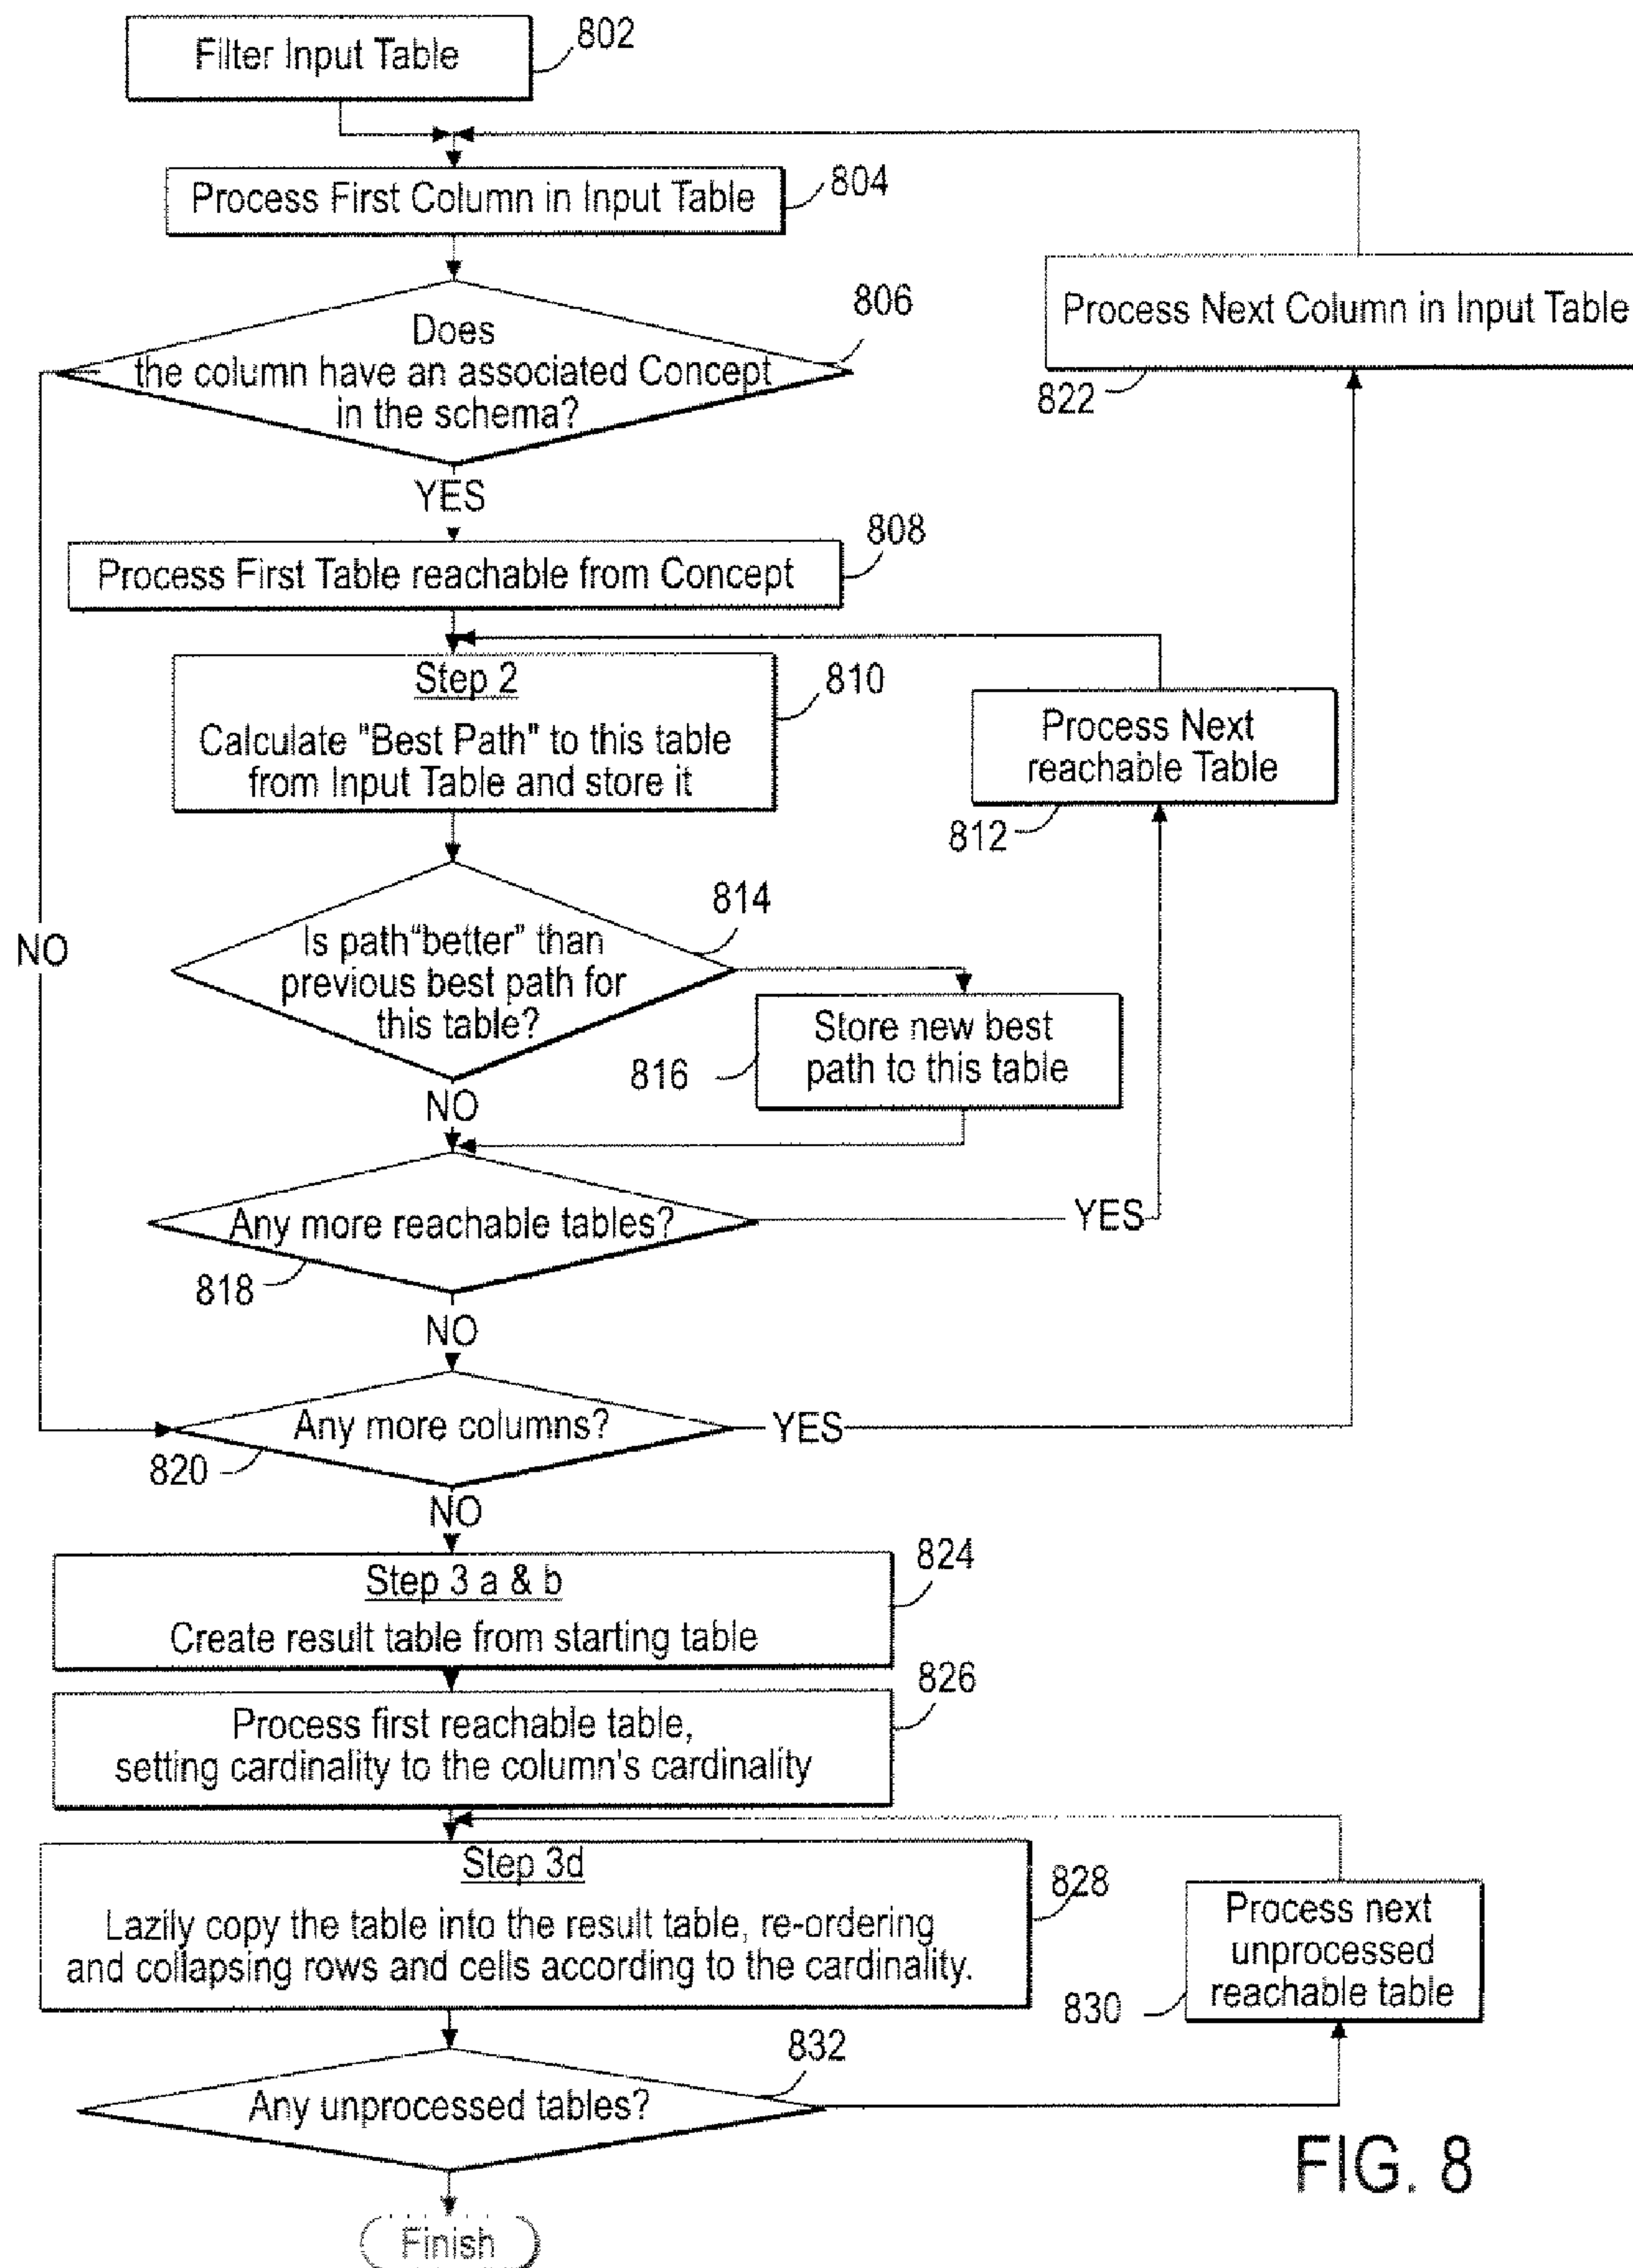 Filter Input Table
802
Process First Column in Input Table
804
Does
the column have an associated Concept
in the schema?
806
Process Next Column in Input Table
822
YES
Process First Table reachable from Concept
808
Step 2
Calculate "Best Path" to this table
from Input Table and store it
810
Process Next
reachable Table
812
NO
Is path“better” than
previous best path for
this table?
814
Store new best
path to this table
816
NO
Any more reachable tables?
YES
818
NO
Any more columns?
YES
820
NO
Step 3 a & b
Create result table from starting table
824
Process first reachable table,
setting cardinality to the column's cardinality
826
Step 3d
Lazily copy the table into the result table, re-ordering
and collapsing rows and cells according to the cardinality.
828
Process next
unprocessed
reachable table
830
Any unprocessed tables?
832
Finish
FIG. 8